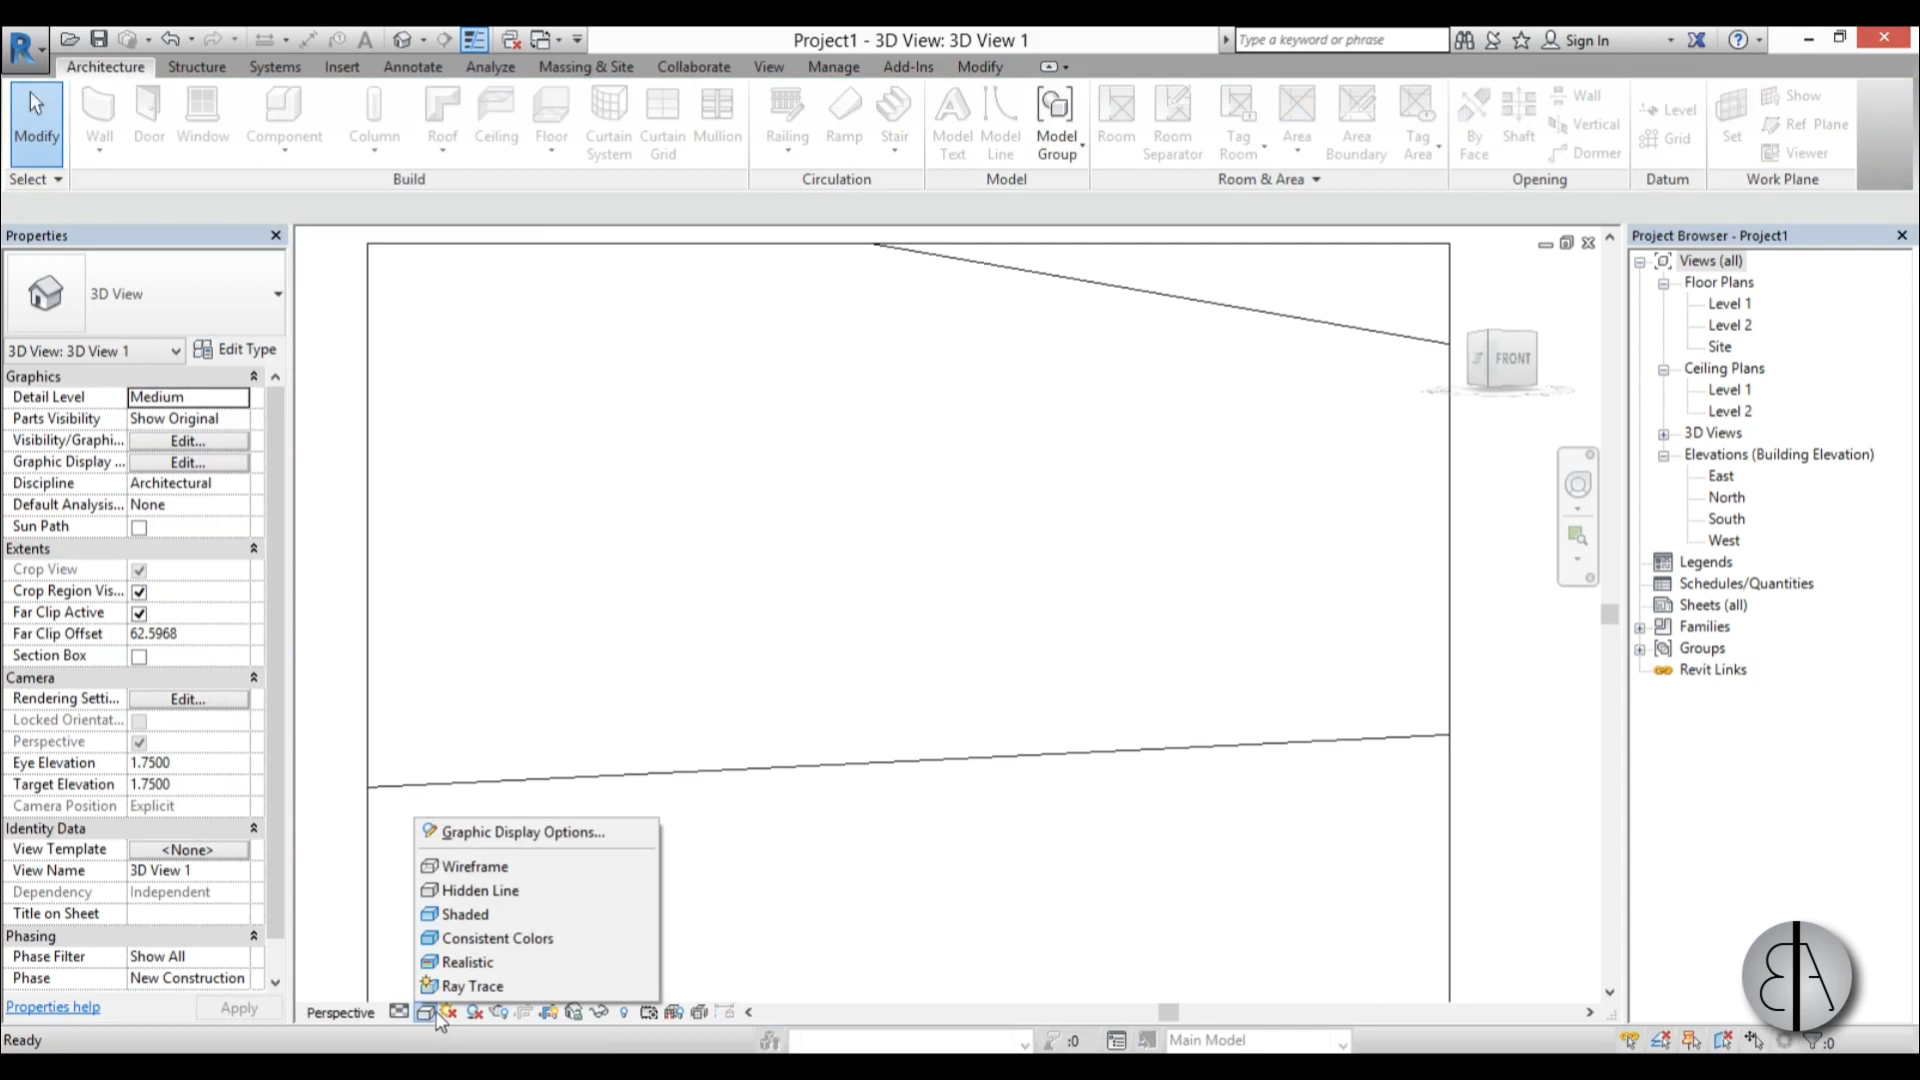 Project1 - 3D View: 3D View 1
Type a keyword or phrase
Sign In
Architecture Structure Systems Insert Annotate Analyze Massing & Site Collaborate View Manage Add-Ins Modify
Modify
Wall
Door
Window
Component
Column
Roof
Ceiling
Floor
Curtain System
Curtain Grid
Mullion
Railing
Ramp
Stair
Model Text
Model Line
Model Group
Room
Room Separator
Tag Room
Area
Area Boundary
Tag Area
By Face
Shaft
Wall
Vertical
Dormer
Level
Grid
Set
Show
Ref Plane
Viewer
Select
Build
Circulation
Model
Room & Area
Opening
Datum
Work Plane
Properties
3D View
3D View: 3D View 1
Edit Type
Graphics
Detail Level Medium
Parts Visibility Show Original
Visibility/Graphi... Edit...
Graphic Display ... Edit...
Discipline Architectural
Default Analysis... None
Sun Path
Extents
Crop View
Crop Region Vis...
Far Clip Active
Far Clip Offset 62.5968
Section Box
Camera
Rendering Setti... Edit...
Locked Orientat...
Perspective
Eye Elevation 1.7500
Target Elevation 1.7500
Camera Position Explicit
Identity Data
View Template <None>
View Name 3D View 1
Dependency Independent
Title on Sheet
Phasing
Phase Filter Show All
Phase New Construction
Properties help
Apply
FRONT
Graphic Display Options...
Wireframe
Hidden Line
Shaded
Consistent Colors
Realistic
Ray Trace
Perspective
Project Browser - Project1
Views (all)
Floor Plans
Level 1
Level 2
Site
Ceiling Plans
Level 1
Level 2
3D Views
Elevations (Building Elevation)
East
North
South
West
Legends
Schedules/Quantities
Sheets (all)
Families
Groups
Revit Links
Ready
:0
Main Model
:0